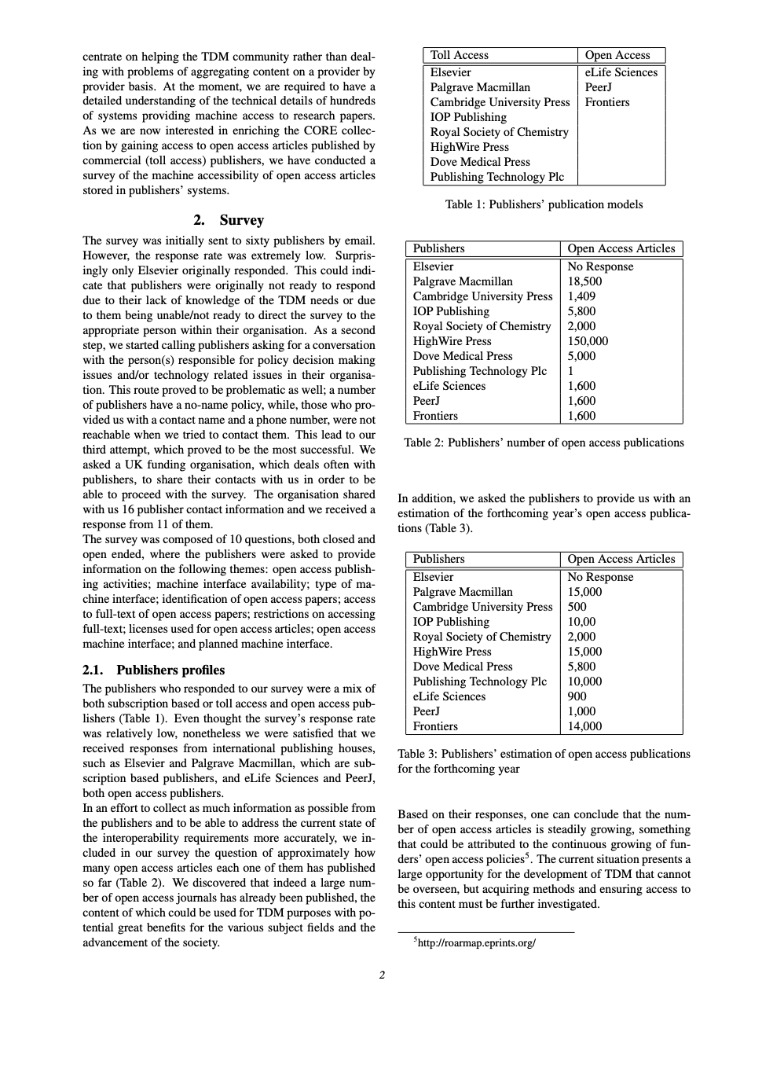 centrate on helping the TDM community rather than deal-
ing with problems of aggregating content on a provider by
provider basis. At the moment, we are required to have a
detailed understanding of the technical details of hundreds
of systems providing machine access to research papers.
As we are now interested in enriching the CORE collec-
tion by gaining access to open access articles published by
commercial (toll access) publishers, we have conducted a
survey of the machine accessibility of open access articles
stored in publishers' systems.
2. Survey
The survey was initially sent to sixty publishers by email.
However, the response rate was extremely low. Surpris-
ingly only Elsevier originally responded. This could indi-
cate that publishers were originally not ready to respond
due to their lack of knowledge of the TDM needs or due
to them being unable/not ready to direct the survey to the
appropriate person within their organisation. As a second
step, we started calling publishers asking for a conversation
with the person(s) responsible for policy decision making
issues and/or technology related issues in their organisa-
tion. This route proved to be problematic as well; a number
of publishers have a no-name policy, while, those who pro-
vided us with a contact name and a phone number, were not
reachable when we tried to contact them. This lead to our
third attempt, which proved to be the most successful. We
asked a UK funding organisation, which deals often with
publishers, to share their contacts with us in order to be
able to proceed with the survey. The organisation shared
with us 16 publisher contact information and we received a
response from 11 of them.
The survey was composed of 10 questions, both closed and
open ended, where the publishers were asked to provide
information on the following themes: open access publish-
ing activities; machine interface availability; type of ma-
chine interface; identification of open access papers; access
to full-text of open access papers; restrictions on accessing
full-text; licenses used for open access articles; open access
machine interface; and planned machine interface.
2.1. Publishers profiles
The publishers who responded to our survey were a mix of
both subscription based or toll access and open access pub-
lishers (Table 1). Even thought the survey's response rate
was relatively low, nonetheless we were satisfied that we
received responses from international publishing houses,
such as Elsevier and Palgrave Macmillan, which are sub-
scription based publishers, and eLife Sciences and PeerJ,
both open access publishers.
In an effort to collect as much information as possible from
the publishers and to be able to address the current state of
the interoperability requirements more accurately, we in-
cluded in our survey the question of approximately how
many open access articles each one of them has published
so far (Table 2). We discovered that indeed a large num-
ber of open access journals has already been published, the
content of which could be used for TDM purposes with po-
tential great benefits for the various subject fields and the
advancement of the society.
Toll Access Open Access
Elsevier eLife Sciences
Palgrave Macmillan PeerJ
Cambridge University Press Frontiers
IOP Publishing
Royal Society of Chemistry
HighWire Press
Dove Medical Press
Publishing Technology Plc
Table 1: Publishers' publication models
Publishers Open Access Articles
Elsevier No Response
Palgrave Macmillan 18,500
Cambridge University Press 1,409
IOP Publishing 5,800
Royal Society of Chemistry 2,000
HighWire Press 150,000
Dove Medical Press 5,000
Publishing Technology Plc 1
eLife Sciences 1,600
PeerJ 1,600
Frontiers 1,600
Table 2: Publishers' number of open access publications
In addition, we asked the publishers to provide us with an
estimation of the forthcoming year's open access publica-
tions (Table 3).
Publishers Open Access Articles
Elsevier No Response
Palgrave Macmillan 15,000
Cambridge University Press 500
IOP Publishing 10,00
Royal Society of Chemistry 2,000
HighWire Press 15,000
Dove Medical Press 5,800
Publishing Technology Plc 10,000
eLife Sciences 900
PeerJ 1,000
Frontiers 14,000
Table 3: Publishers' estimation of open access publications
for the forthcoming year
Based on their responses, one can conclude that the num-
ber of open access articles is steadily growing, something
that could be attributed to the continuous growing of fun-
ders' open access policies5. The current situation presents a
large opportunity for the development of TDM that cannot
be overseen, but acquiring methods and ensuring access to
this content must be further investigated.
5http://roarmap.eprints.org/
2